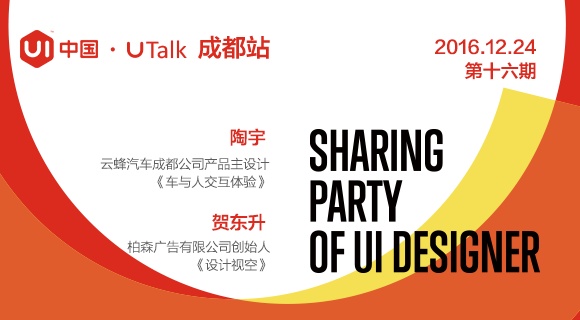 UI中国 · UTalk 成都站
2016.12.24
第十六期
陶宇
云蜂汽车成都公司产品主设计
《车与人交互体验》
贺东升
柏森广告有限公司创始人
《设计视空》
SHARING
PARTY
OF UI DESIGNER